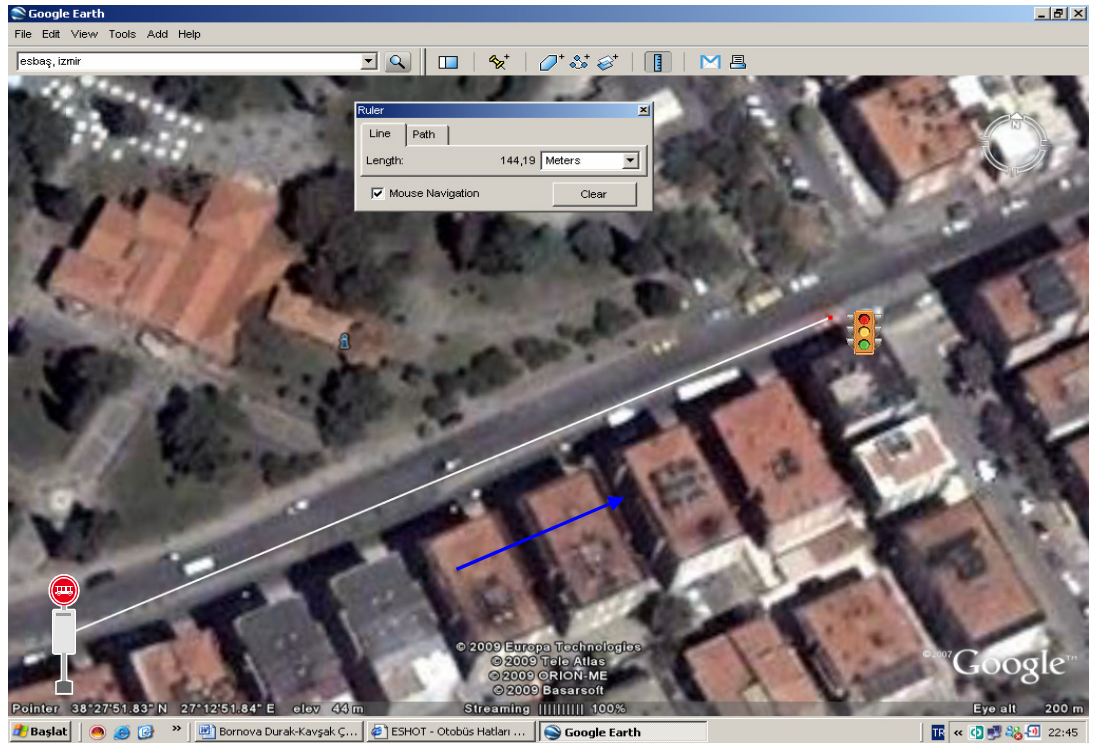 Google Earth
File Edit View Tools Add Help
esbaş, izmir
Ruler
Line Path
Length: 144,19 Meters
Mouse Navigation Clear
N
© 2009 Europa Technologies
© 2009 Tele Atlas
© 2009 ORION-ME
© 2009 Basarsoft
©2007 Google™
Pointer 38°27'51.83" N 27°12'51.84" E elev 44 m Streaming |||||||||| 100% Eye alt 200 m
Başlat » Bornova Durak-Kavşak Ç... ESHOT - Otobüs Hatları ... Google Earth TR « 22:45